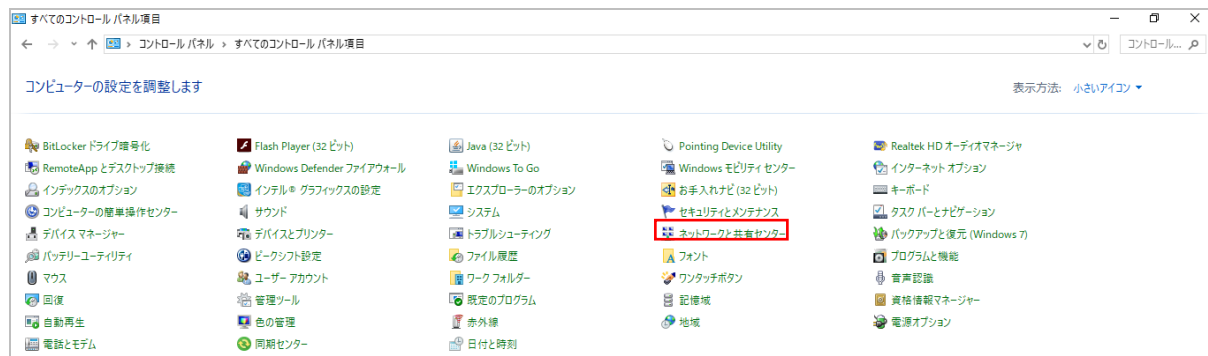 すべてのコントロール パネル項目
コントロール パネル › すべてのコントロール パネル項目
コントロール...
コンピューターの設定を調整します
表示方法: 小さいアイコン
BitLocker ドライブ暗号化 Flash Player (32 ビット) Java (32 ビット) Pointing Device Utility Realtek HD オーディオマネージャ
RemoteApp とデスクトップ接続 Windows Defender ファイアウォール Windows To Go Windows モビリティ センター インターネット オプション
インデックスのオプション インテル® グラフィックスの設定 エクスプローラーのオプション お手入れナビ (32 ビット) キーボード
コンピューターの簡単操作センター サウンド システム セキュリティとメンテナンス タスク バーとナビゲーション
デバイス マネージャー デバイスとプリンター トラブルシューティング ネットワークと共有センター バックアップと復元 (Windows 7)
バッテリーユーティリティ ピークシフト設定 ファイル履歴 フォント プログラムと機能
マウス ユーザー アカウント ワーク フォルダー ワンタッチボタン 音声認識
回復 管理ツール 既定のプログラム 記憶域 資格情報マネージャー
自動再生 色の管理 赤外線 地域 電源オプション
電話とモデム 同期センター 日付と時刻